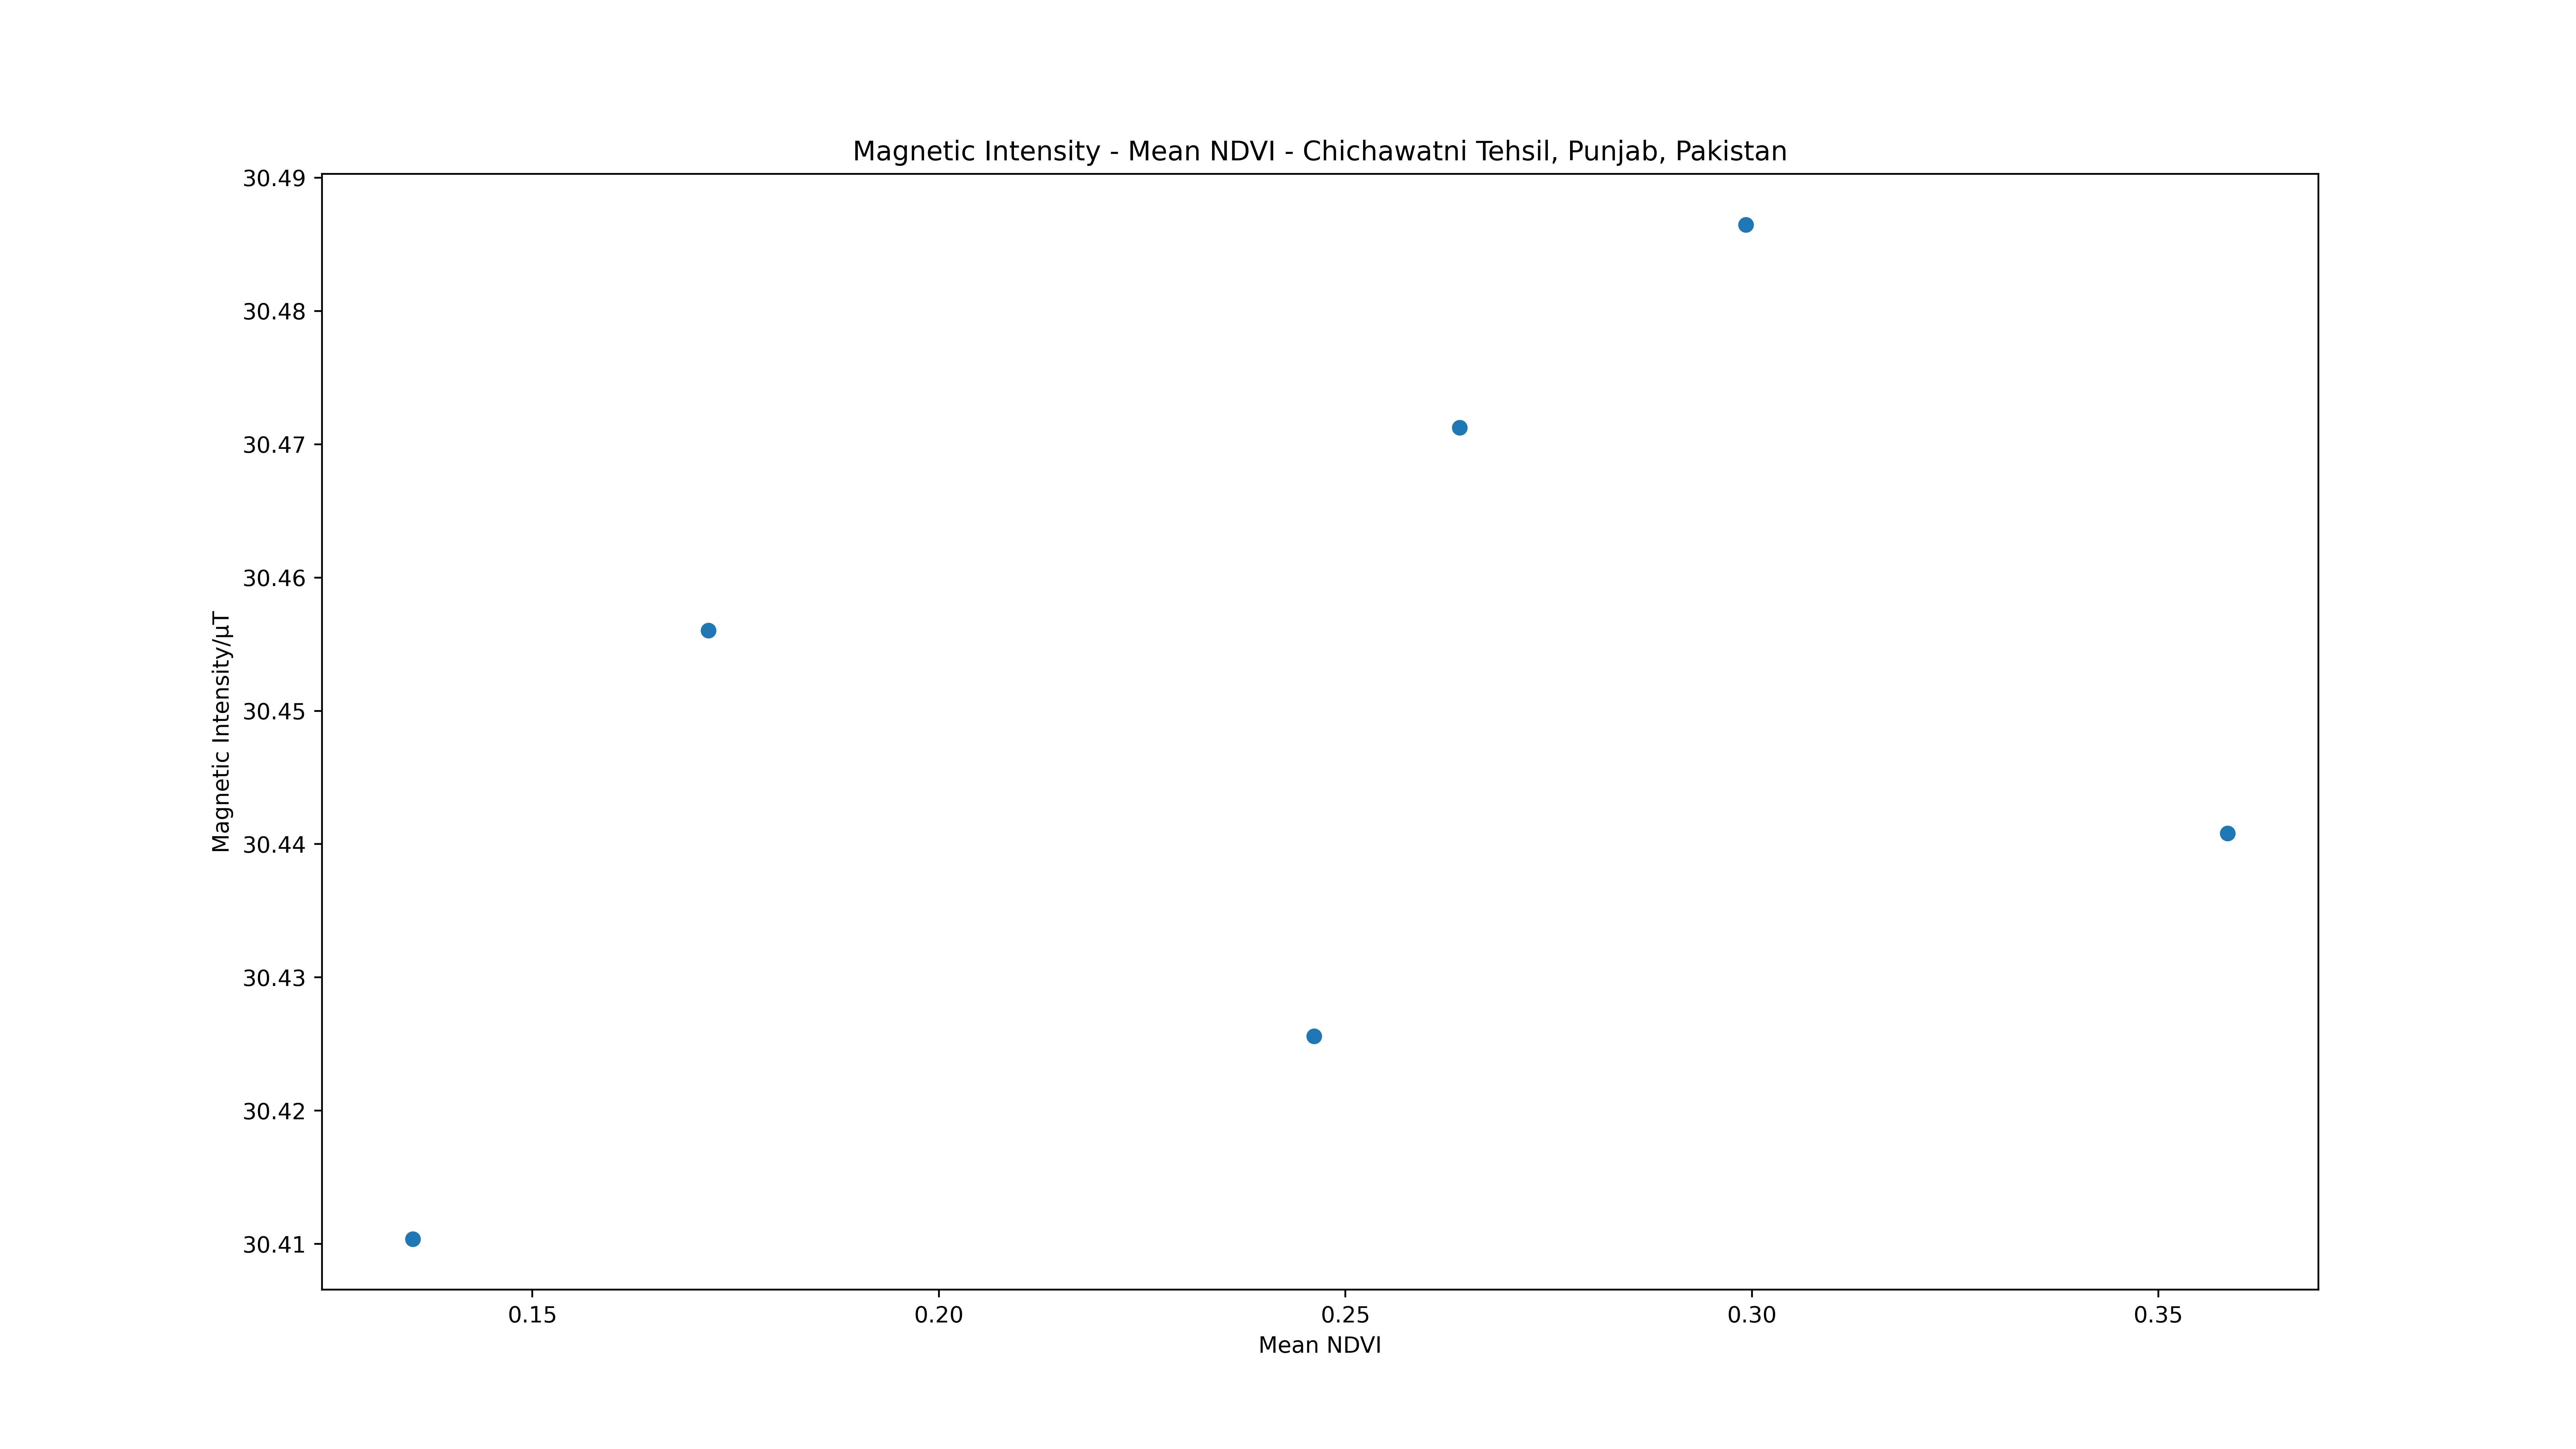 Magnetic Intensity - Mean NDVI - Chichawatni Tehsil, Punjab, Pakistan
30.49
30.48
30.47
30.46
30.45
30.44
30.43
30.42
30.41
Magnetic Intensity/μT
0.15 0.20 0.25 0.30 0.35
Mean NDVI